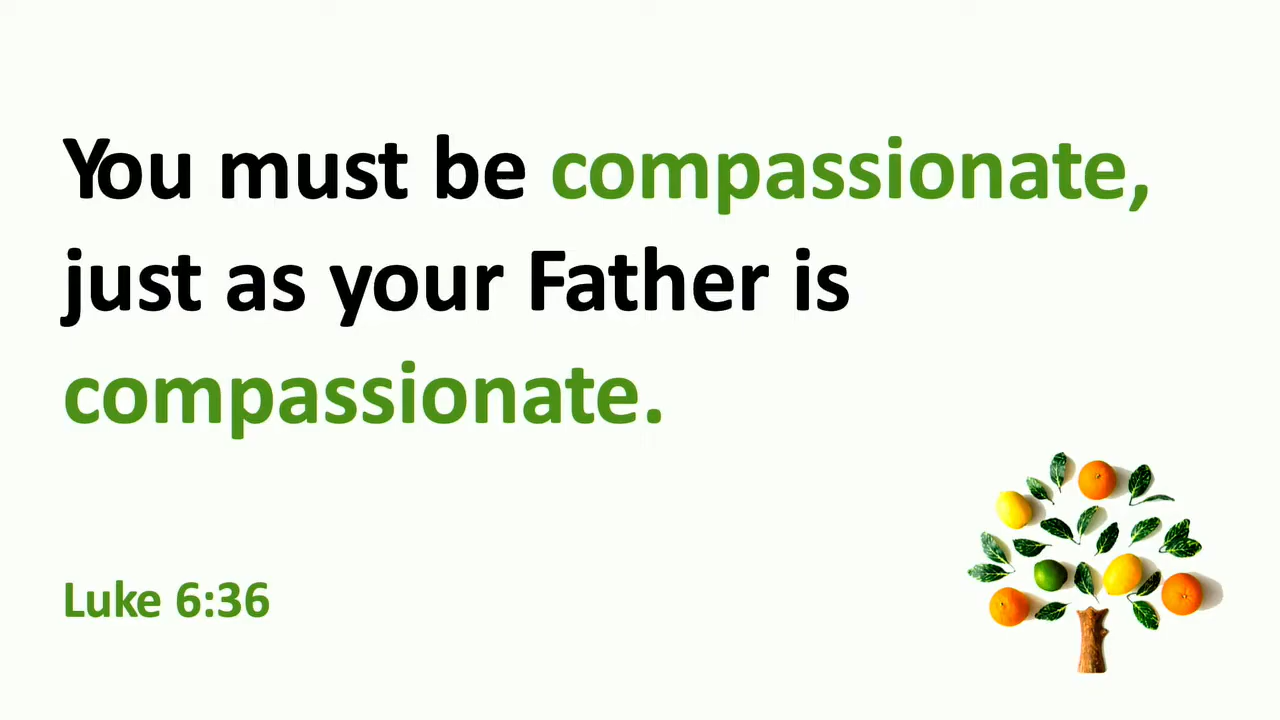 You must be compassionate,
just as your Father is
compassionate.
Luke 6:36